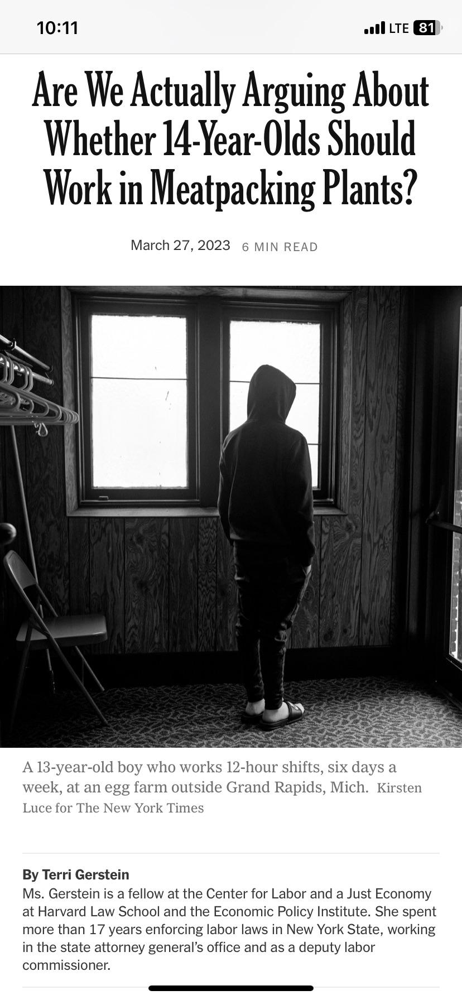 10:11
LTE 81
Are We Actually Arguing About
Whether 14-Year-Olds Should
Work in Meatpacking Plants?
March 27, 2023 6 MIN READ
A 13-year-old boy who works 12-hour shifts, six days a
week, at an egg farm outside Grand Rapids, Mich. Kirsten
Luce for The New York Times
By Terri Gerstein
Ms. Gerstein is a fellow at the Center for Labor and a Just Economy
at Harvard Law School and the Economic Policy Institute. She spent
more than 17 years enforcing labor laws in New York State, working
in the state attorney general’s office and as a deputy labor
commissioner.